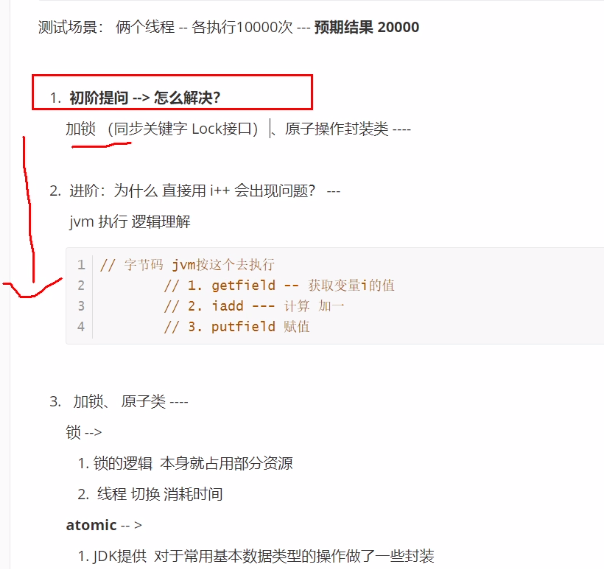 测试场景： 俩个线程 -- 各执行10000次 --- 预期结果 20000
1. 初阶提问 --> 怎么解决?
加锁 （同步关键字 Lock接口） 、原子操作封装类 ----
2. 进阶：为什么 直接用 i++ 会出现问题？ ---
jvm 执行 逻辑理解
1 // 字节码 jvm按这个去执行
2 // 1. getfield -- 获取变量i的值
3 // 2. iadd --- 计算 加一
4 // 3. putfield 赋值
3. 加锁、 原子类 ----
锁 -->
1. 锁的逻辑 本身就占用部分资源
2. 线程 切换 消耗时间
atomic -- >
1. JDK提供 对于常用基本数据类型的操作做了一些封装